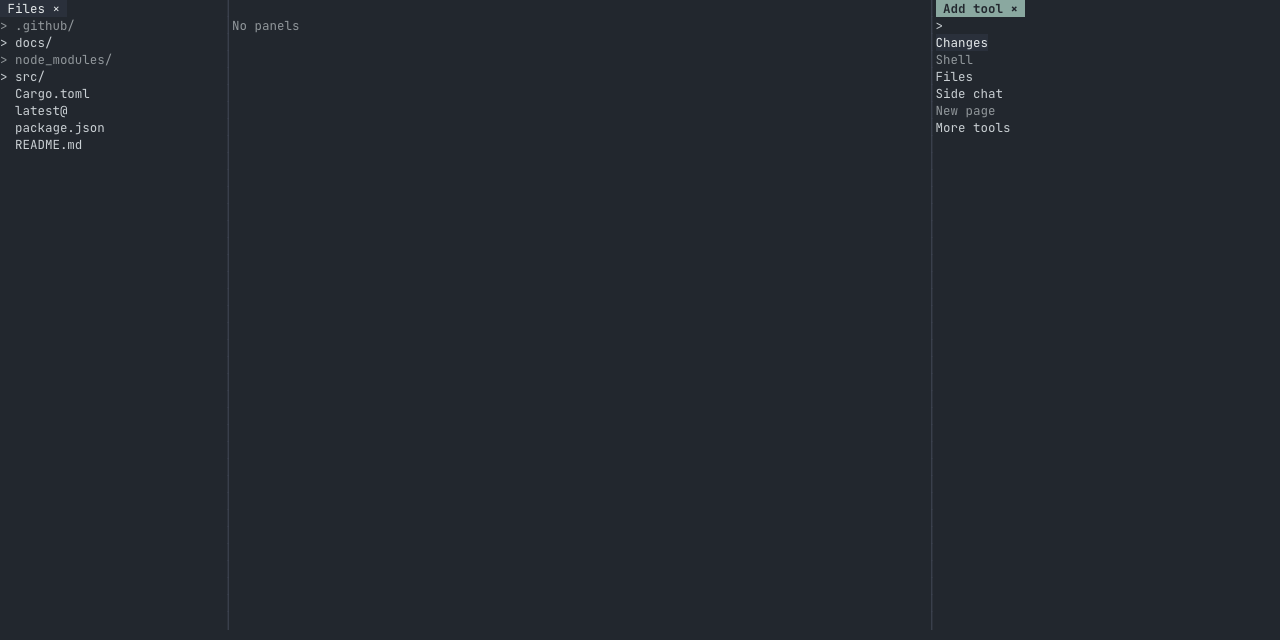 Files ×
> .github/
> docs/
> node_modules/
> src/
Cargo.toml
latest@
package.json
README.md
No panels
Add tool ×
>
Changes
Shell
Files
Side chat
New page
More tools